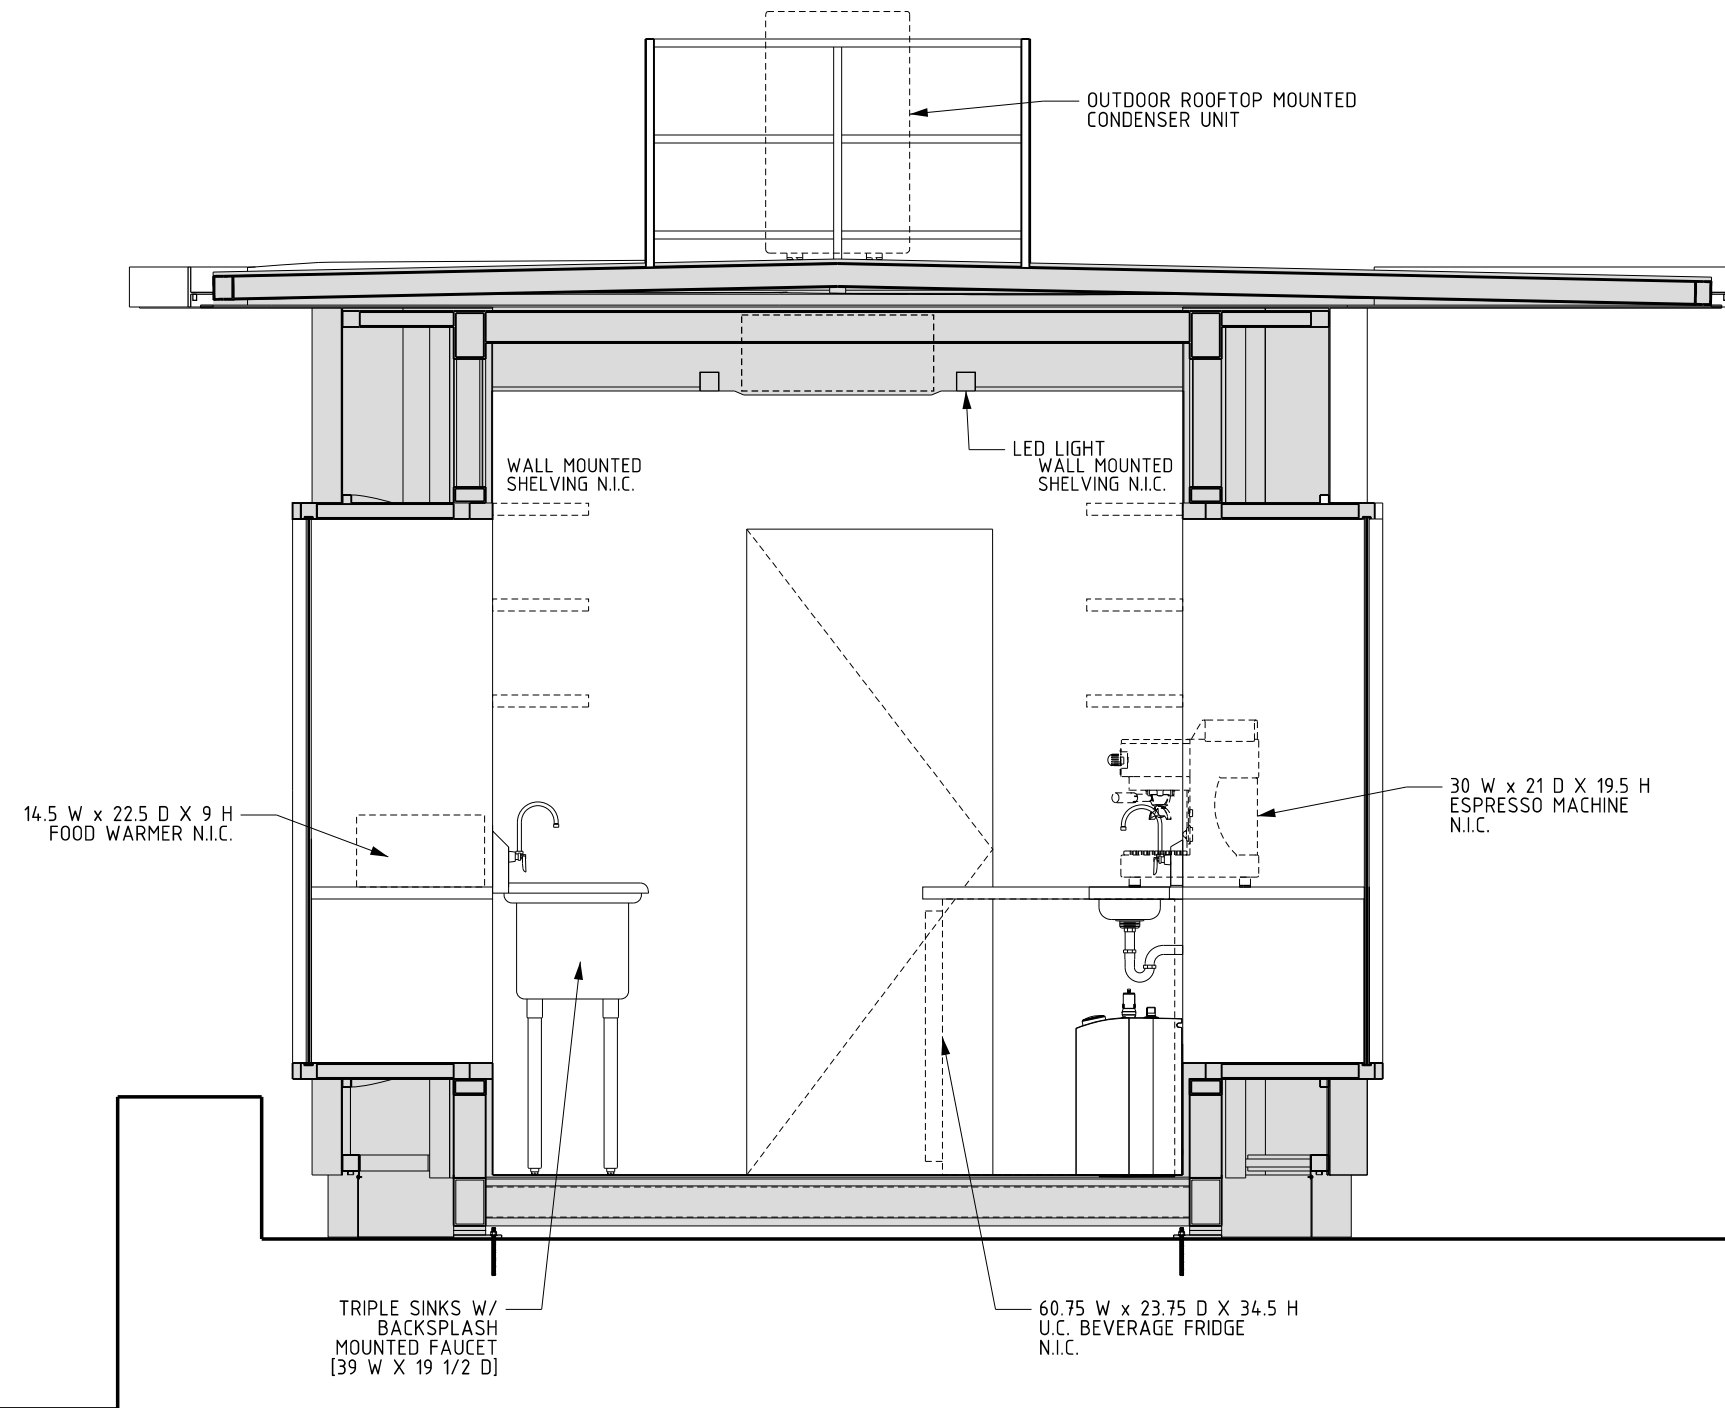 OUTDOOR ROOFTOP MOUNTED
CONDENSER UNIT
LED LIGHT
WALL MOUNTED
SHELVING N.I.C.
WALL MOUNTED
SHELVING N.I.C.
14.5 W x 22.5 D X 9 H
FOOD WARMER N.I.C.
30 W x 21 D X 19.5 H
ESPRESSO MACHINE
N.I.C.
TRIPLE SINKS W/
BACKSPLASH
MOUNTED FAUCET
[39 W X 19 1/2 D]
60.75 W x 23.75 D X 34.5 H
U.C. BEVERAGE FRIDGE
N.I.C.